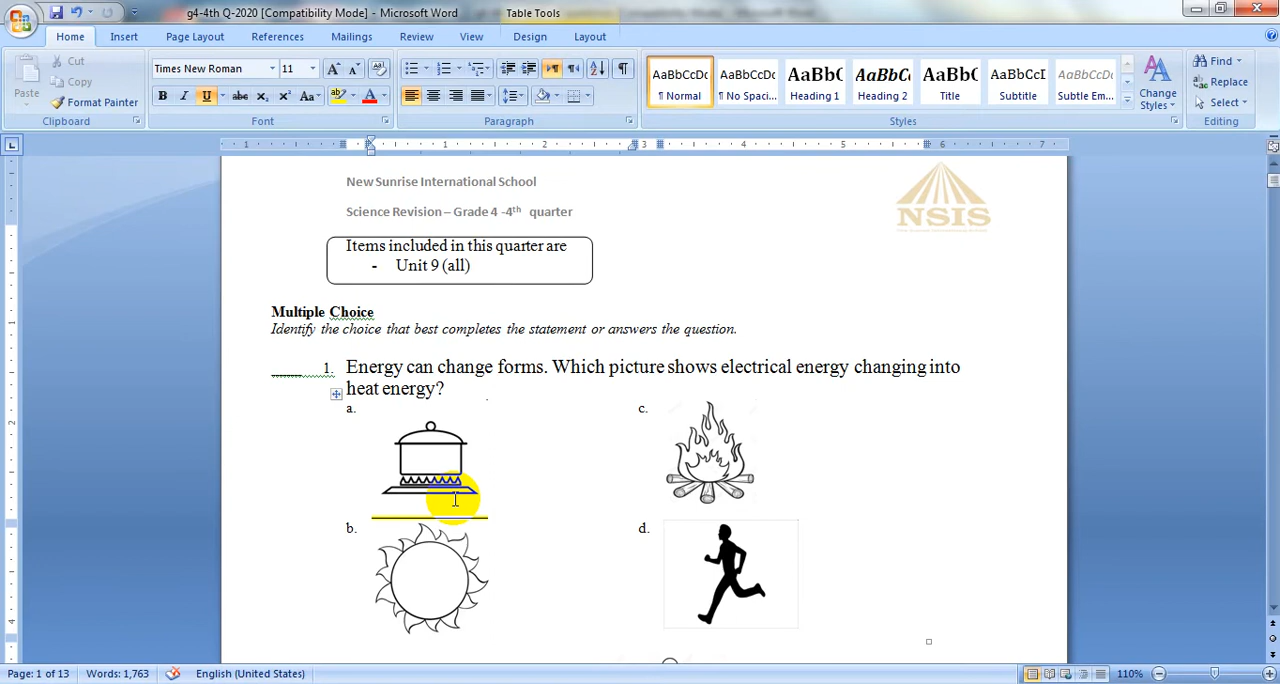 g4-4th Q-2020 [Compatibility Mode] - Microsoft Word
Table Tools
Home Insert Page Layout References Mailings Review View Design Layout
Paste
Cut
Copy
Format Painter
Clipboard
Times New Roman 11
Font
Paragraph
AaBbCcDc AaBbCcDc AaBbC AaBbCc AaBbC AaBbCcI AaBbCcDc
¶ Normal ¶ No Spaci... Heading 1 Heading 2 Title Subtitle Subtle Em...
Change Styles
Styles
Find
Replace
Select
Editing
New Sunrise International School
Science Revision – Grade 4 -4th quarter
NSIS
Items included in this quarter are
- Unit 9 (all)
Multiple Choice
Identify the choice that best completes the statement or answers the question.
____ 1. Energy can change forms. Which picture shows electrical energy changing into
heat energy?
a.
c.
b.
d.
Page: 1 of 13 Words: 1,763 English (United States) 110%